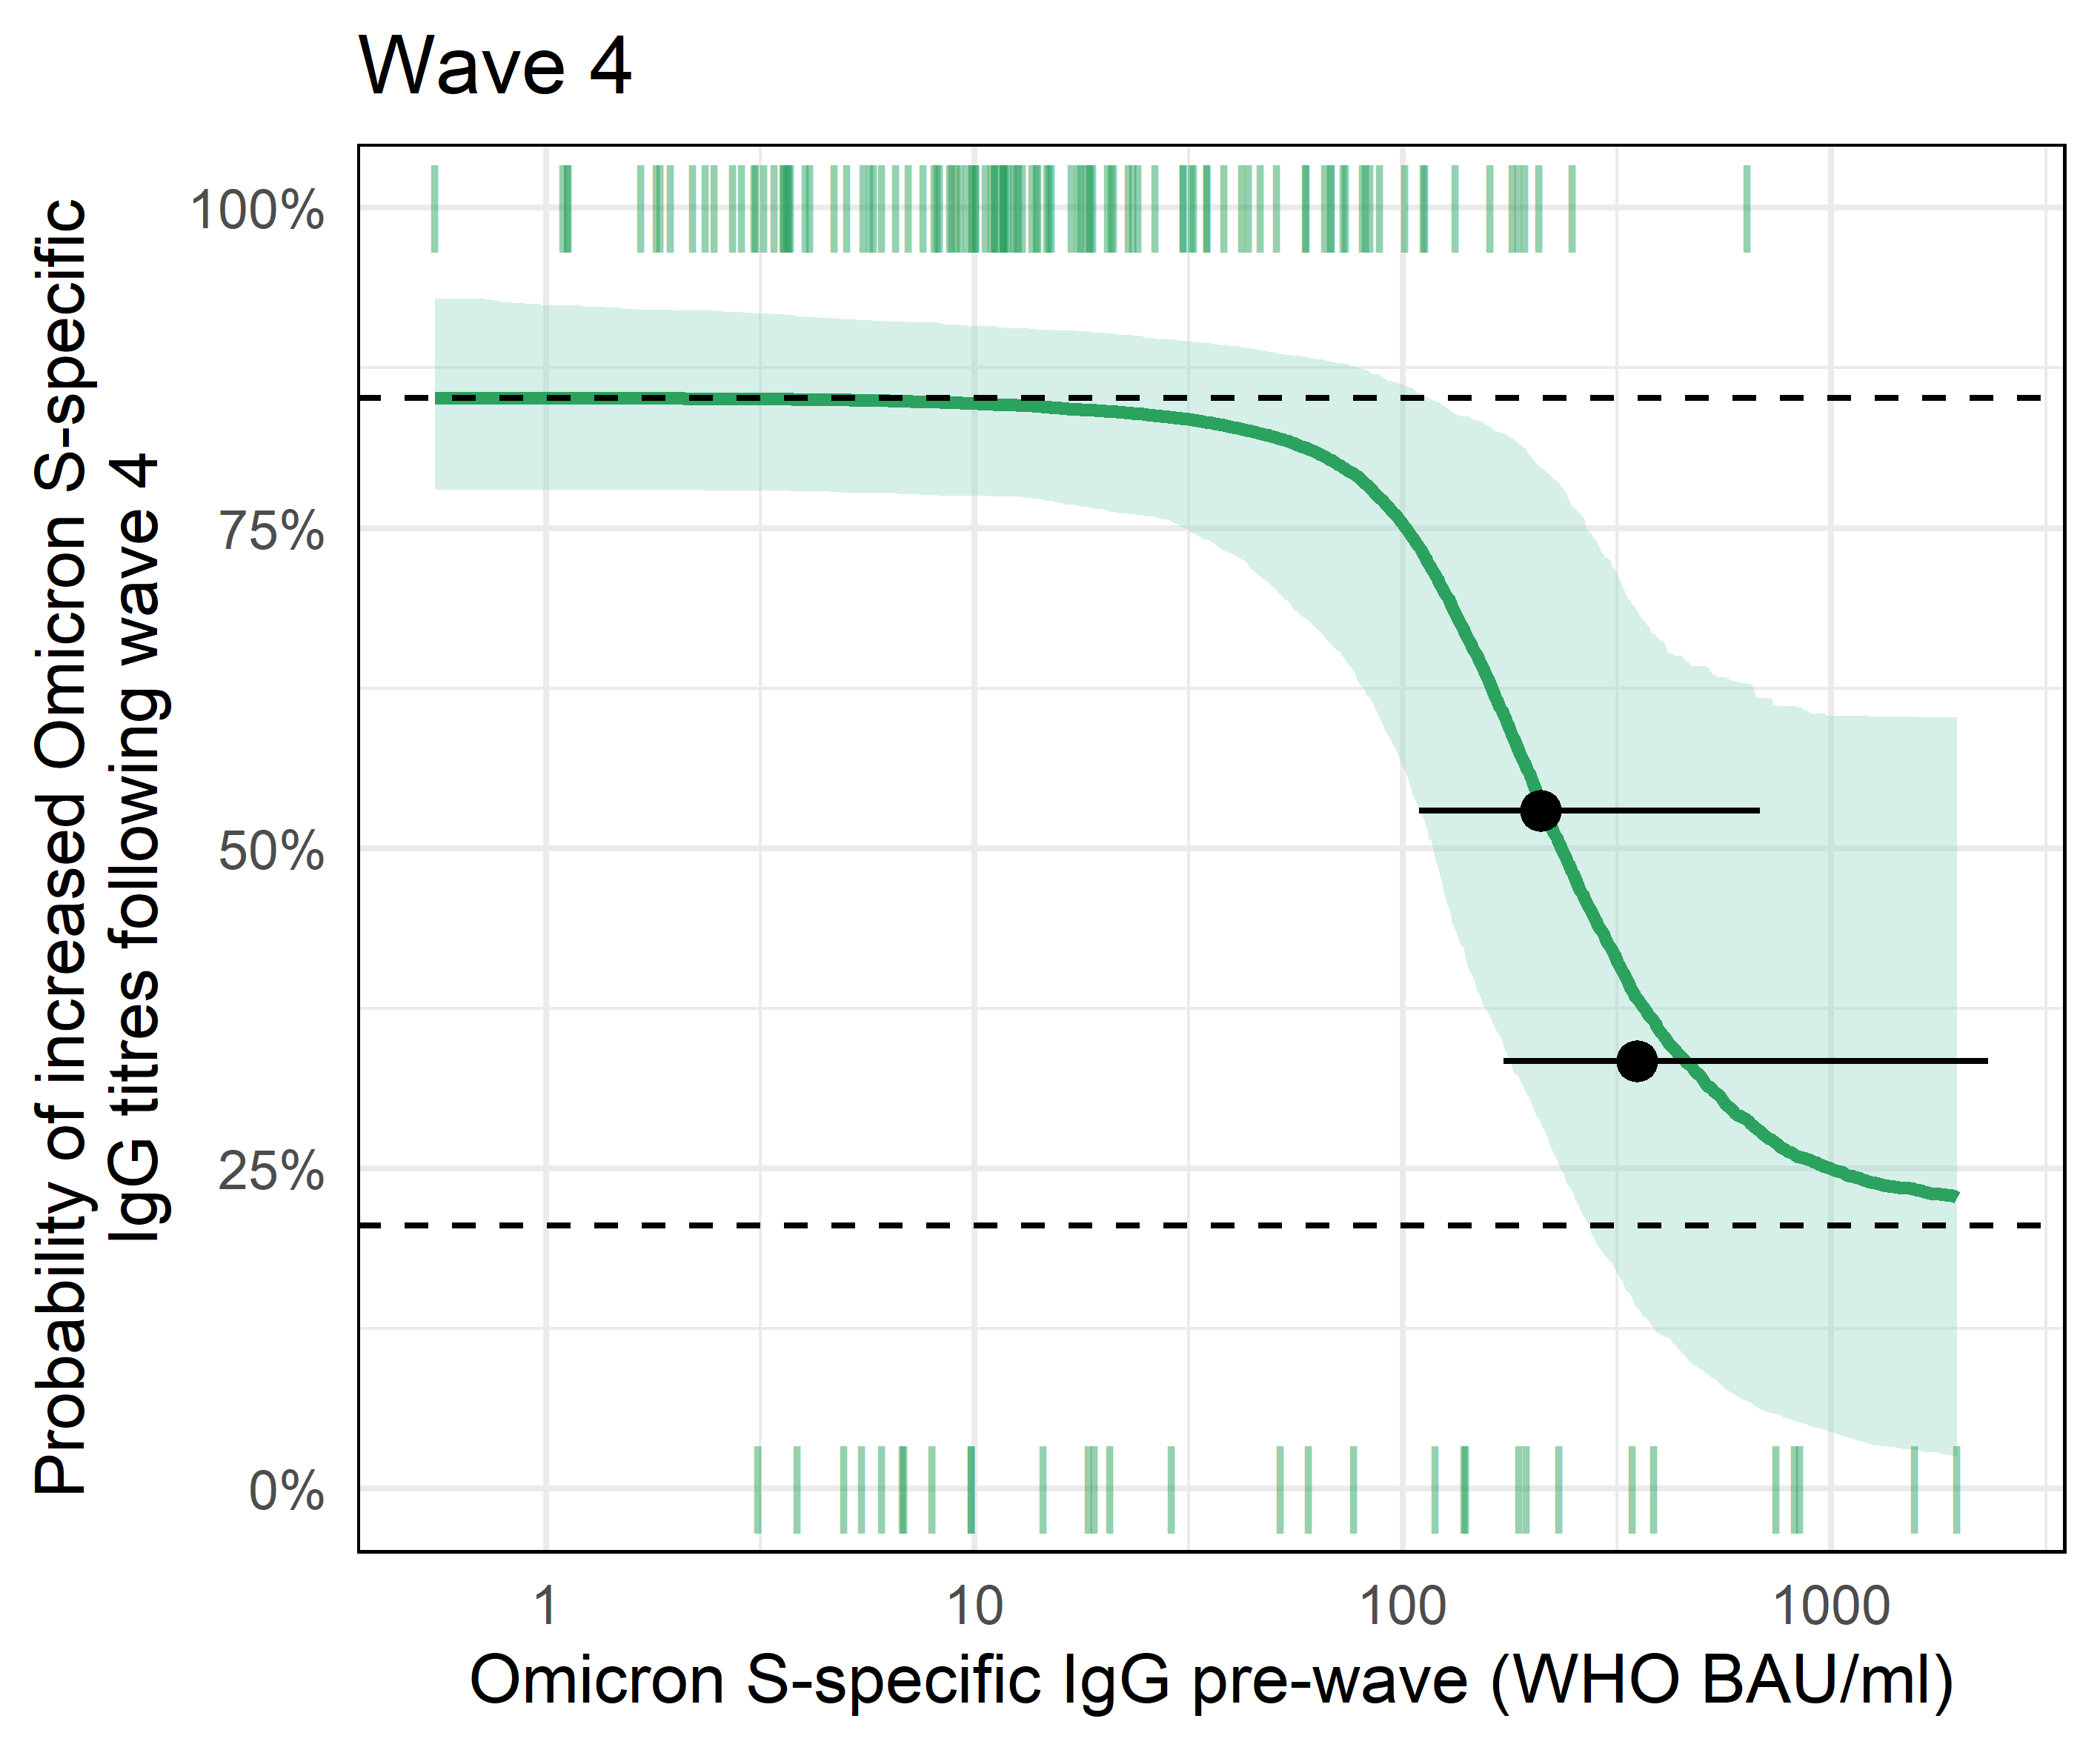 Wave 4
Probability of increased Omicron S-specific
IgG titres following wave 4
100%
75%
50%
25%
0%
1
10
100
1000
Omicron S-specific IgG pre-wave (WHO BAU/ml)